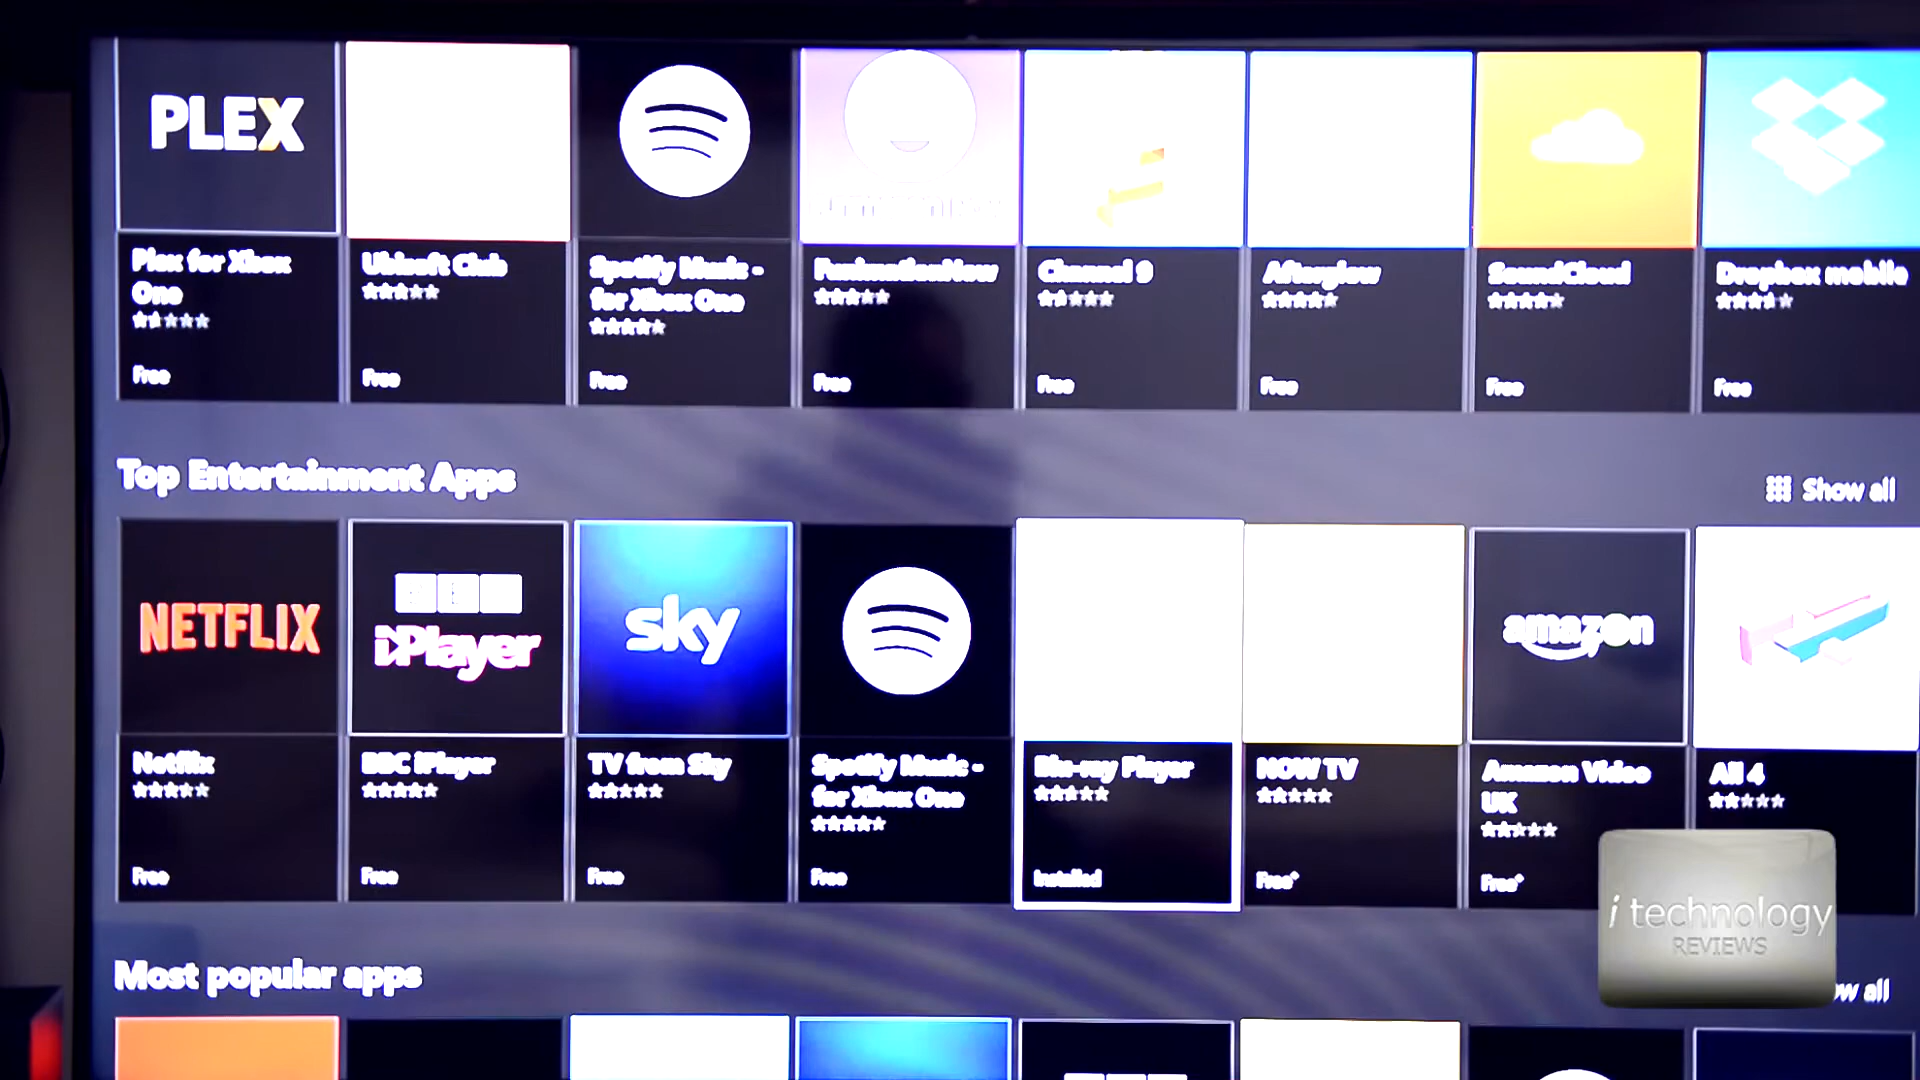 PLEX
Plex for Xbox
One
Free
Ubisoft Club
Free
Spotify Music -
for Xbox One
Free
FunimationNow
Free
Channel 9
Free
Afterglow
Free
SoundCloud
Free
Dropbox mobile
Free
Top Entertainment Apps
Show all
NETFLIX
Netflix
Free
BBC
iPlayer
BBC iPlayer
Free
sky
TV from Sky
Free
Spotify Music -
for Xbox One
Free
Blu-ray Player
Installed
NOW TV
Free+
amazon
Amazon Video
UK
Free+
All 4
i technology
REVIEWS
Most popular apps
ow all